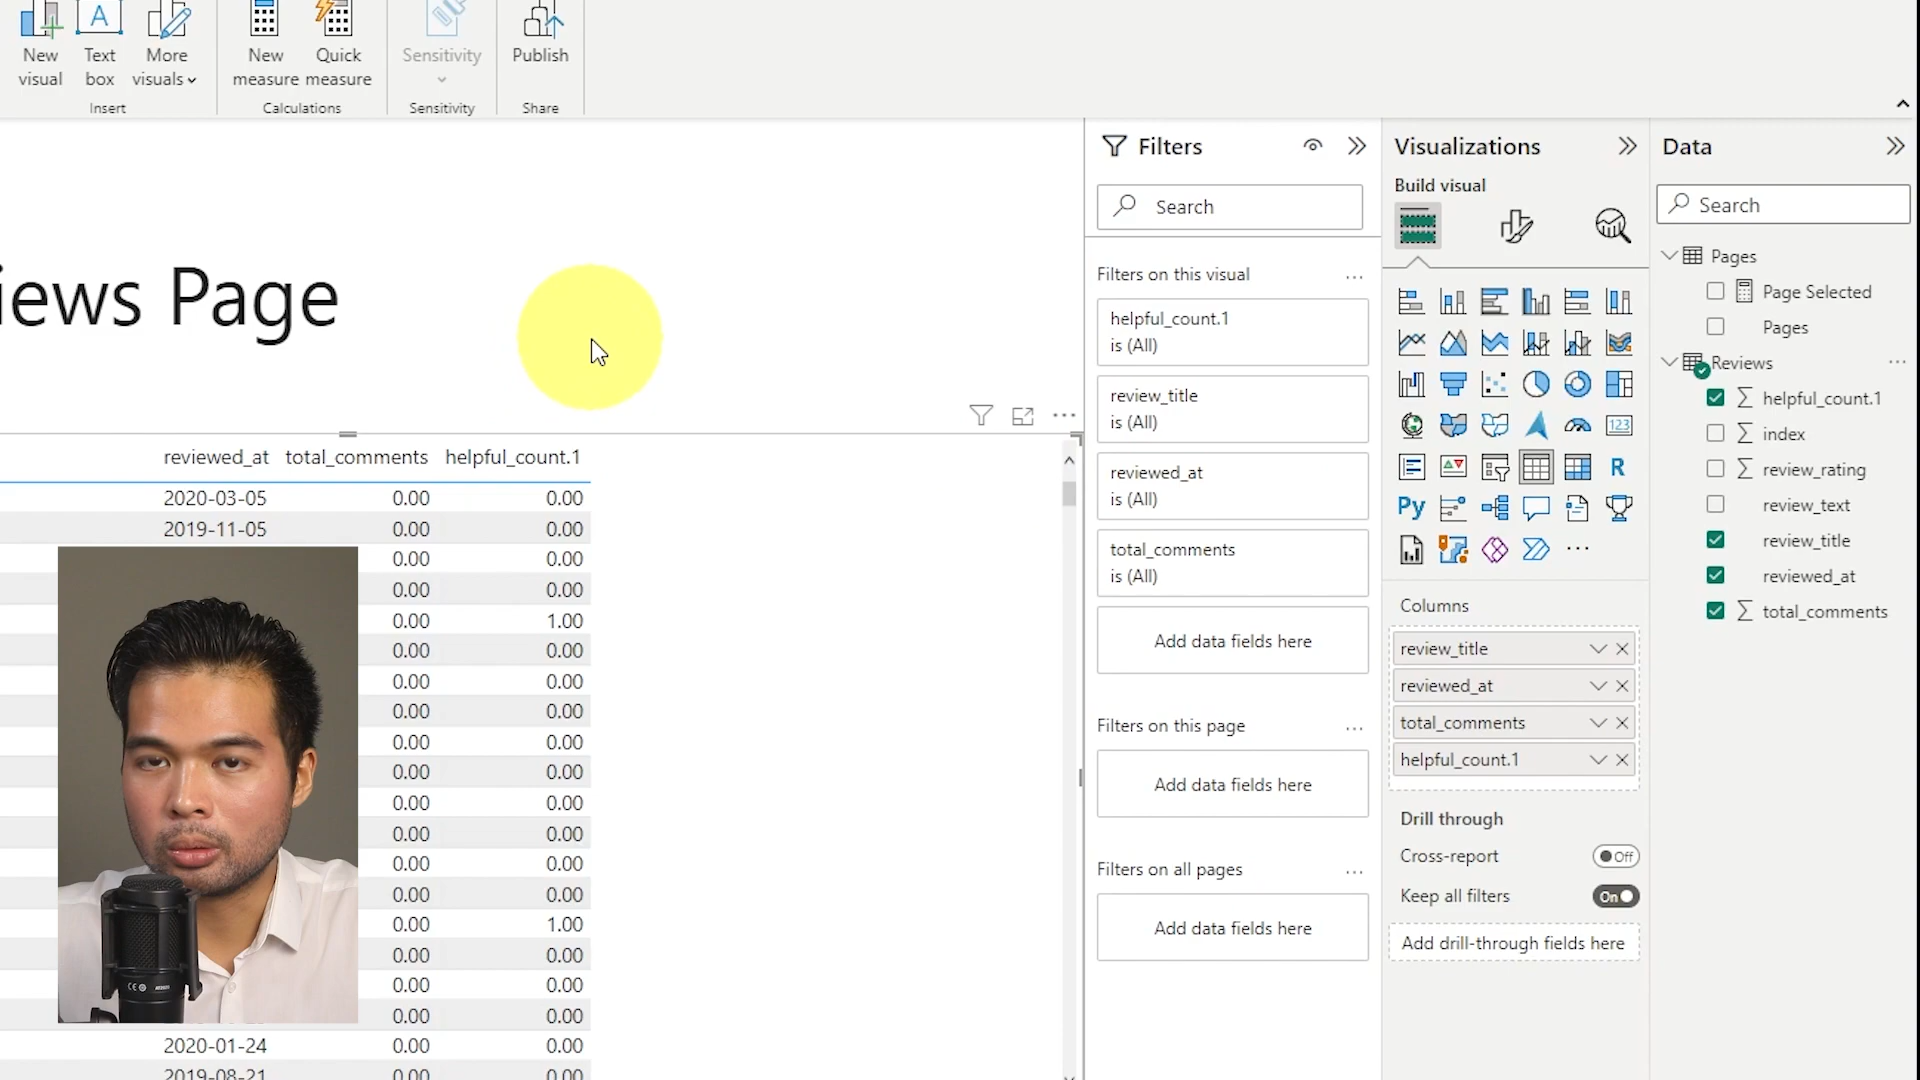 New visual
Text box
More visuals
New measure
Quick measure
Sensitivity
Publish
Insert
Calculations
Sensitivity
Share
iews Page
reviewed_at total_comments helpful_count.1
2020-03-05 0.00 0.00
2019-11-05 0.00 0.00
0.00 0.00
0.00 0.00
0.00 1.00
0.00 0.00
0.00 0.00
0.00 0.00
0.00 0.00
0.00 0.00
0.00 0.00
0.00 0.00
0.00 0.00
0.00 0.00
0.00 1.00
0.00 0.00
0.00 0.00
0.00 0.00
2020-01-24 0.00 0.00
2019-08-21 0.00 0.00
Filters
Search
Filters on this visual
helpful_count.1
is (All)
review_title
is (All)
reviewed_at
is (All)
total_comments
is (All)
Add data fields here
Filters on this page
Add data fields here
Filters on all pages
Add data fields here
Visualizations
Build visual
123
R
Py
Columns
review_title
reviewed_at
total_comments
helpful_count.1
Drill through
Cross-report Off
Keep all filters On
Add drill-through fields here
Data
Search
Pages
Page Selected
Pages
Reviews
helpful_count.1
index
review_rating
review_text
review_title
reviewed_at
total_comments